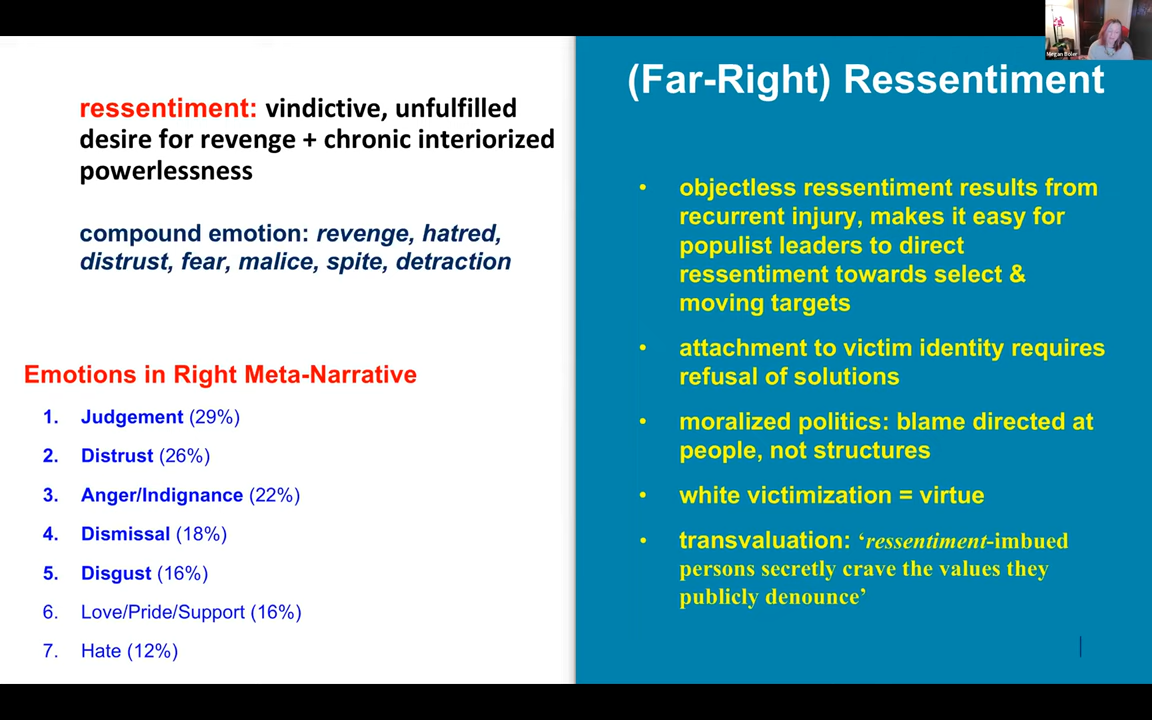 Megan Boler
ressentiment: vindictive, unfulfilled
desire for revenge + chronic interiorized
powerlessness
compound emotion: revenge, hatred,
distrust, fear, malice, spite, detraction
Emotions in Right Meta-Narrative
1. Judgement (29%)
2. Distrust (26%)
3. Anger/Indignance (22%)
4. Dismissal (18%)
5. Disgust (16%)
6. Love/Pride/Support (16%)
7. Hate (12%)
(Far-Right) Ressentiment
• objectless ressentiment results from
recurrent injury, makes it easy for
populist leaders to direct
ressentiment towards select &
moving targets
• attachment to victim identity requires
refusal of solutions
• moralized politics: blame directed at
people, not structures
• white victimization = virtue
• transvaluation: ‘ressentiment-imbued
persons secretly crave the values they
publicly denounce’